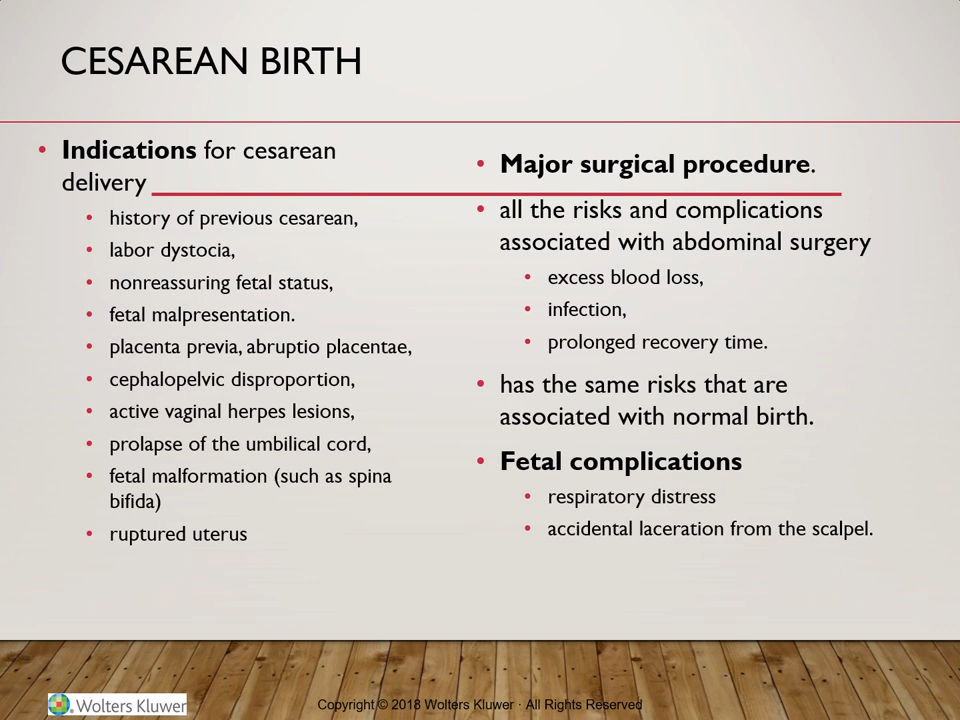 CESAREAN BIRTH
• Indications for cesarean
delivery
• history of previous cesarean,
• labor dystocia,
• nonreassuring fetal status,
• fetal malpresentation.
• placenta previa, abruptio placentae,
• cephalopelvic disproportion,
• active vaginal herpes lesions,
• prolapse of the umbilical cord,
• fetal malformation (such as spina
bifida)
• ruptured uterus
• Major surgical procedure.
• all the risks and complications
associated with abdominal surgery
• excess blood loss,
• infection,
• prolonged recovery time.
• has the same risks that are
associated with normal birth.
• Fetal complications
• respiratory distress
• accidental laceration from the scalpel.
Wolters Kluwer
Copyright © 2018 Wolters Kluwer · All Rights Reserved